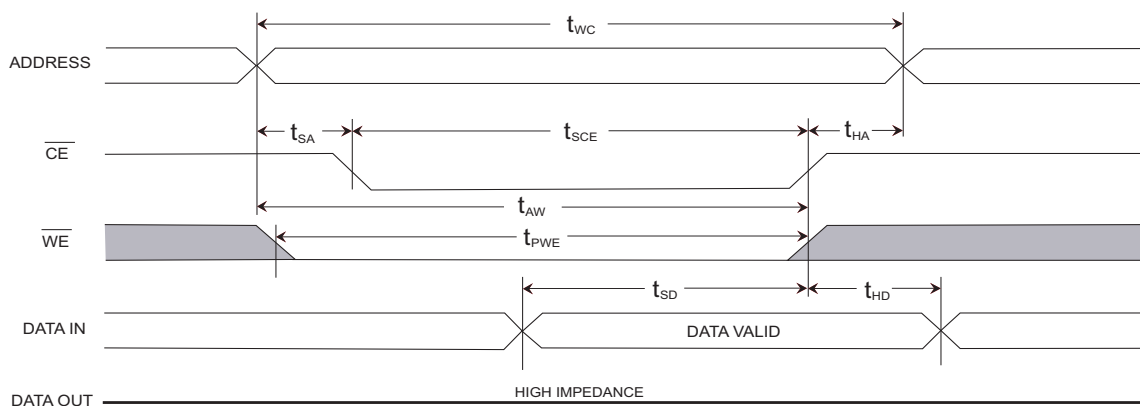 tWC
ADDRESS
tSA
tSCE
tHA
CE
tAW
WE
tPWE
tSD
tHD
DATA IN
DATA VALID
HIGH IMPEDANCE
DATA OUT